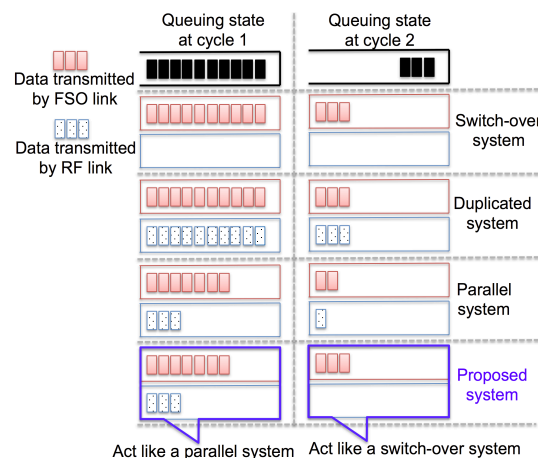 Queuing state
at cycle 1
Queuing state
at cycle 2
Data transmitted
by FSO link
Data transmitted
by RF link
Switch-over
system
Duplicated
system
Parallel
system
Proposed
system
Act like a parallel system
Act like a switch-over system